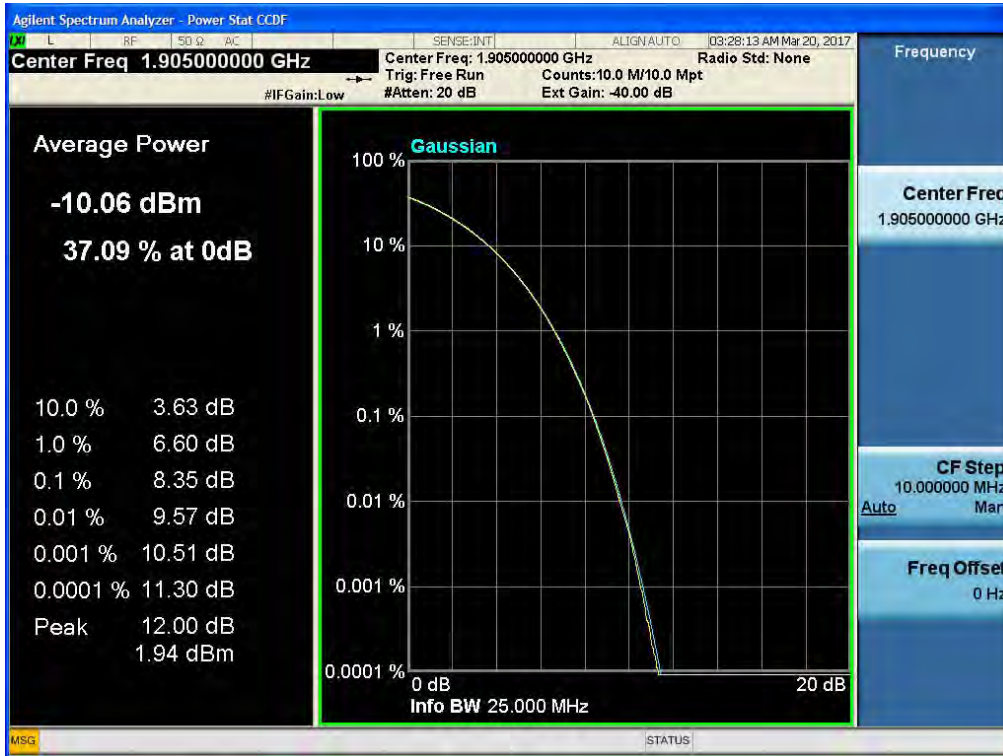 Agilent Spectrum Analyzer - Power Stat CCDF
LXI L RF 50 Ω AC SENSE:INT ALIGNAUTO 03:28:13 AM Mar 20, 2017
Center Freq 1.905000000 GHz
Center Freq: 1.905000000 GHz Radio Std: None
Trig: Free Run Counts:10.0 M/10.0 Mpt
#IFGain:Low #Atten: 20 dB Ext Gain: -40.00 dB
Average Power
-10.06 dBm
37.09 % at 0dB
10.0 % 3.63 dB
1.0 % 6.60 dB
0.1 % 8.35 dB
0.01 % 9.57 dB
0.001 % 10.51 dB
0.0001 % 11.30 dB
Peak 12.00 dB
1.94 dBm
Gaussian
100 %
10 %
1 %
0.1 %
0.01 %
0.001 %
0.0001 %
0 dB 20 dB
Info BW 25.000 MHz
Frequency
Center Freq
1.905000000 GHz
CF Step
10.000000 MHz
Auto Man
Freq Offset
0 Hz
MSG STATUS